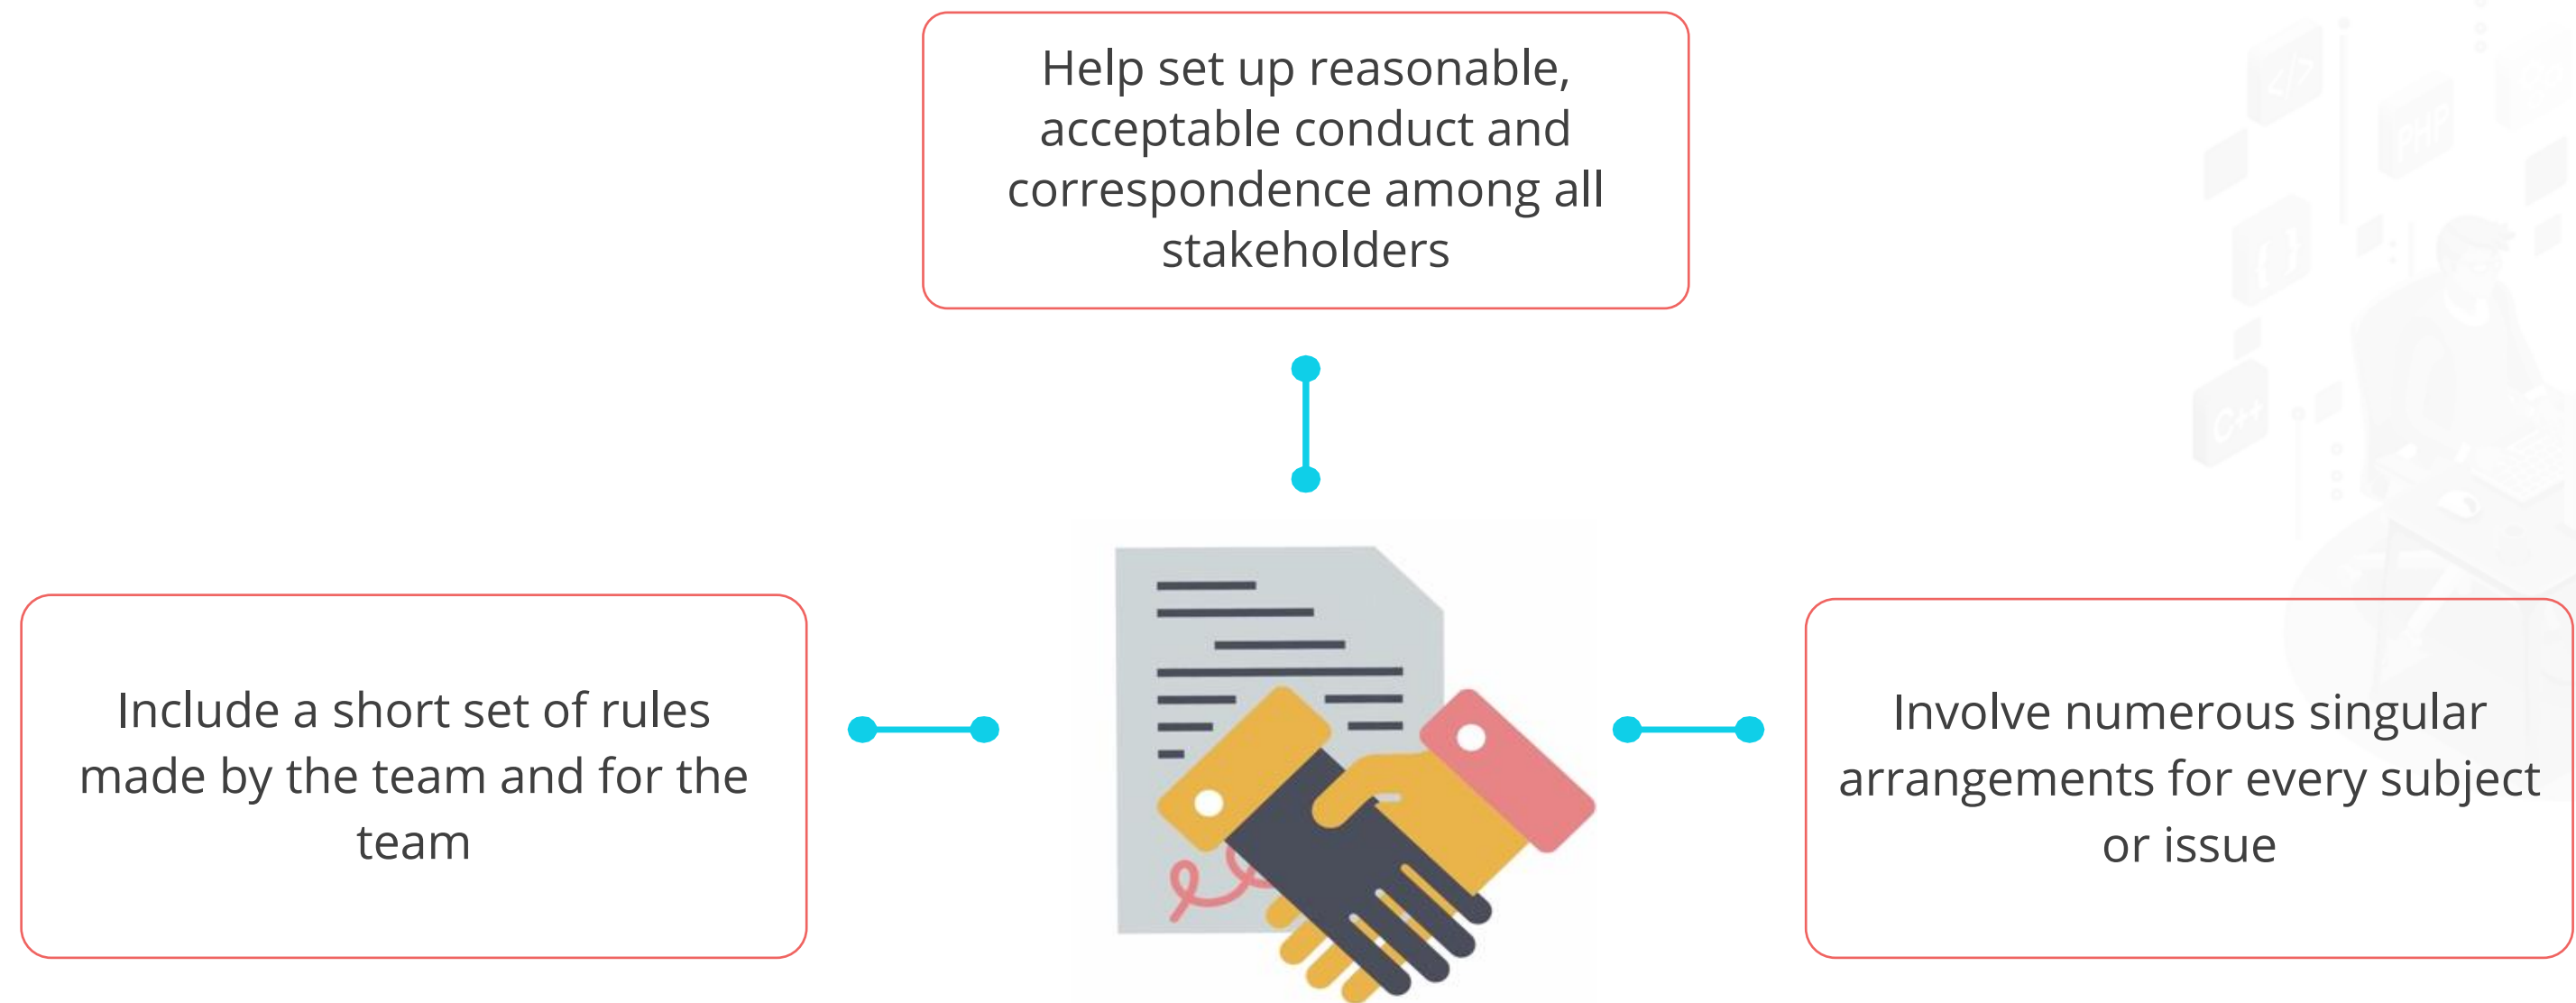 Help set up reasonable,
acceptable conduct and
correspondence among all
stakeholders
</>
PHP
{ }
C++
Include a short set of rules
made by the team and for the
team
Involve numerous singular
arrangements for every subject
or issue